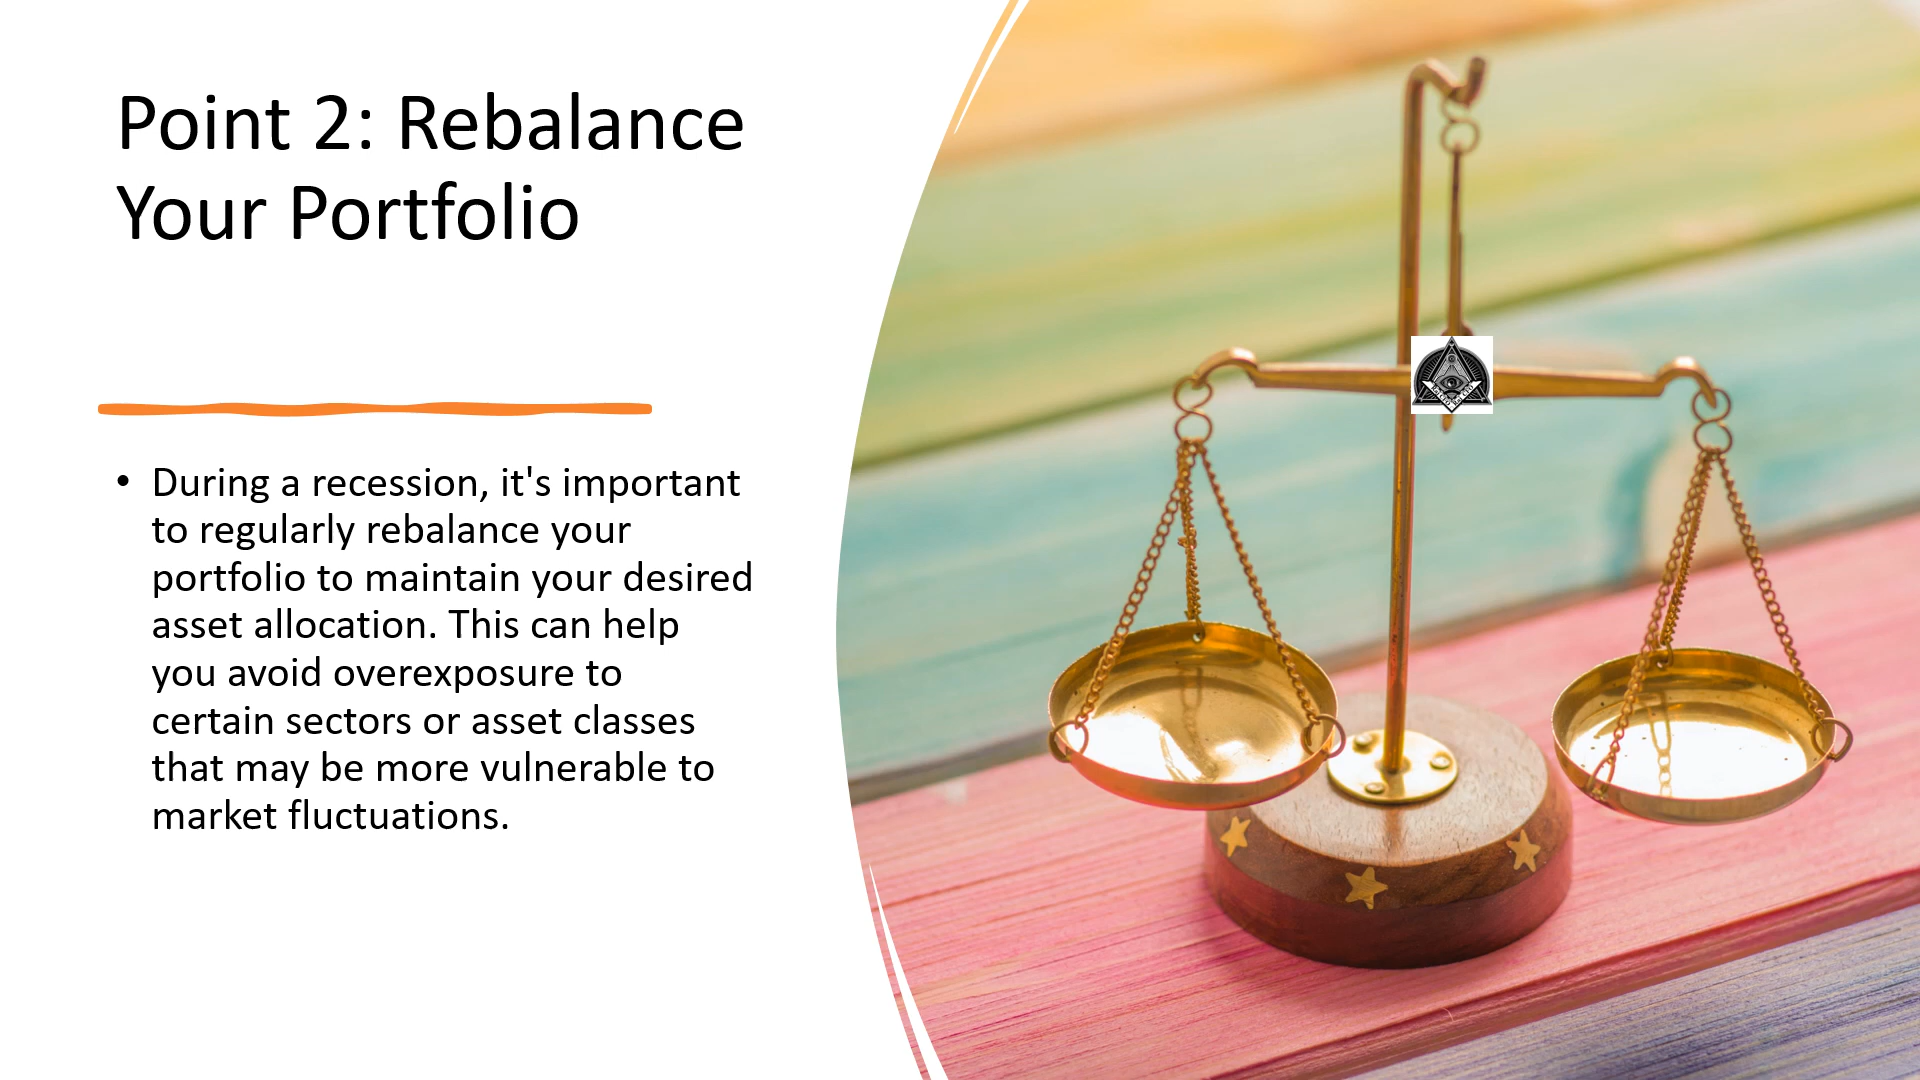 Point 2: Rebalance
Your Portfolio
• During a recession, it's important
to regularly rebalance your
portfolio to maintain your desired
asset allocation. This can help
you avoid overexposure to
certain sectors or asset classes
that may be more vulnerable to
market fluctuations.